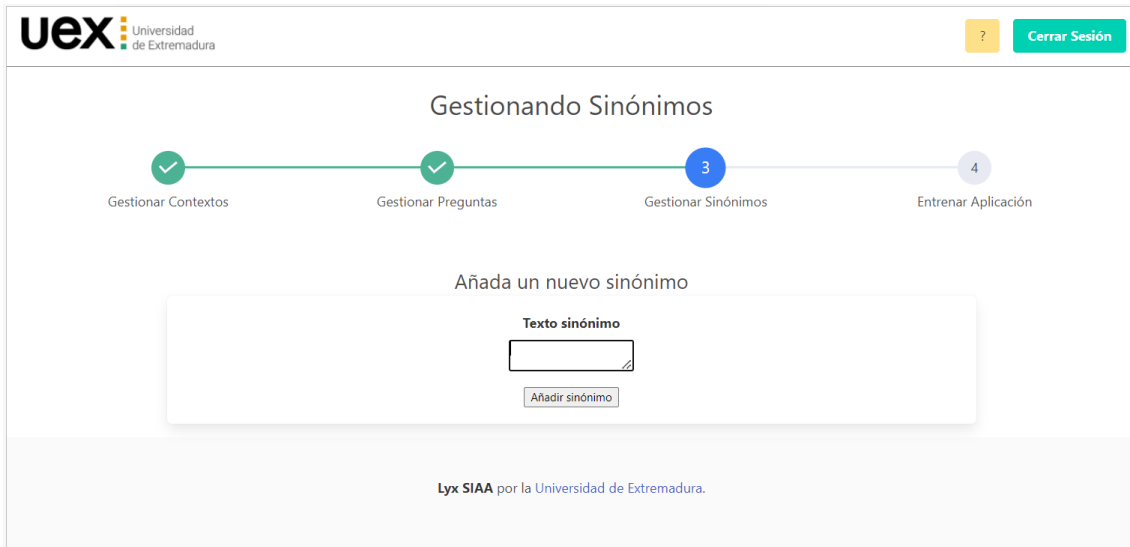 uex Universidad
de Extremadura
?
Cerrar Sesión
Gestionando Sinónimos
3
4
Gestionar Contextos
Gestionar Preguntas
Gestionar Sinónimos
Entrenar Aplicación
Añada un nuevo sinónimo
Texto sinónimo
Añadir sinónimo
Lyx SIAA por la Universidad de Extremadura.